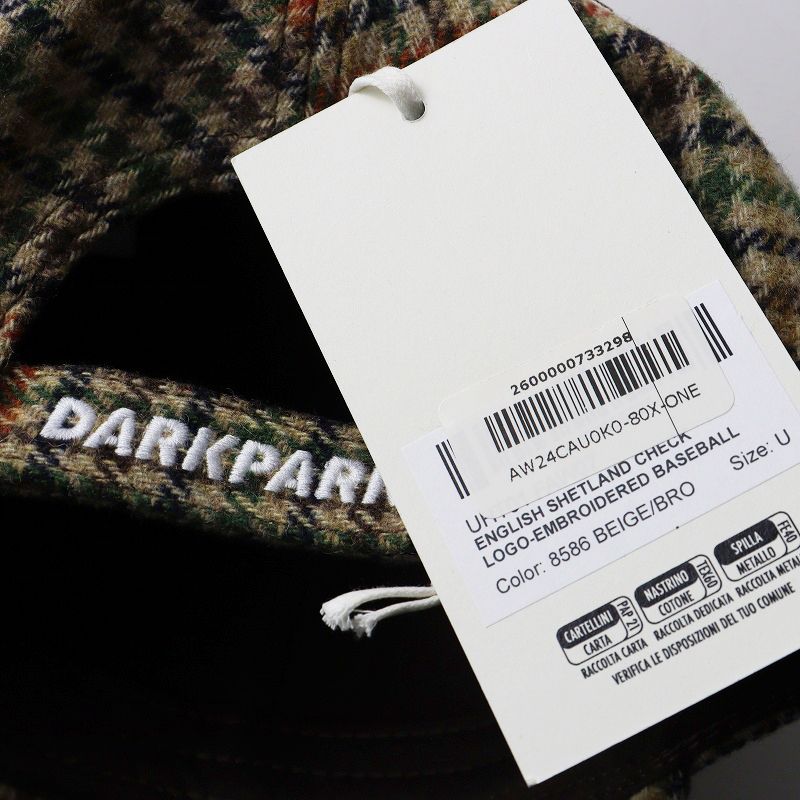 2600000733298
AW24CAU0K0-80X-ONE
ENGLISH SHETLAND CHECK
LOGO-EMBROIDERED BASEBALL
Color: 8586 BEIGE/BRO
Size: U
CARTELLINI
CARTA
PAP 21
RACCOLTA CARTA
NASTRINO
COTONE
TEX60
RACCOLTA DEDICATA
SPILLA
METALLO
FE40
RACCOLTA METAL
VERIFICA LE DISPOSIZIONI DEL TUO COMUNE
DARKPARK